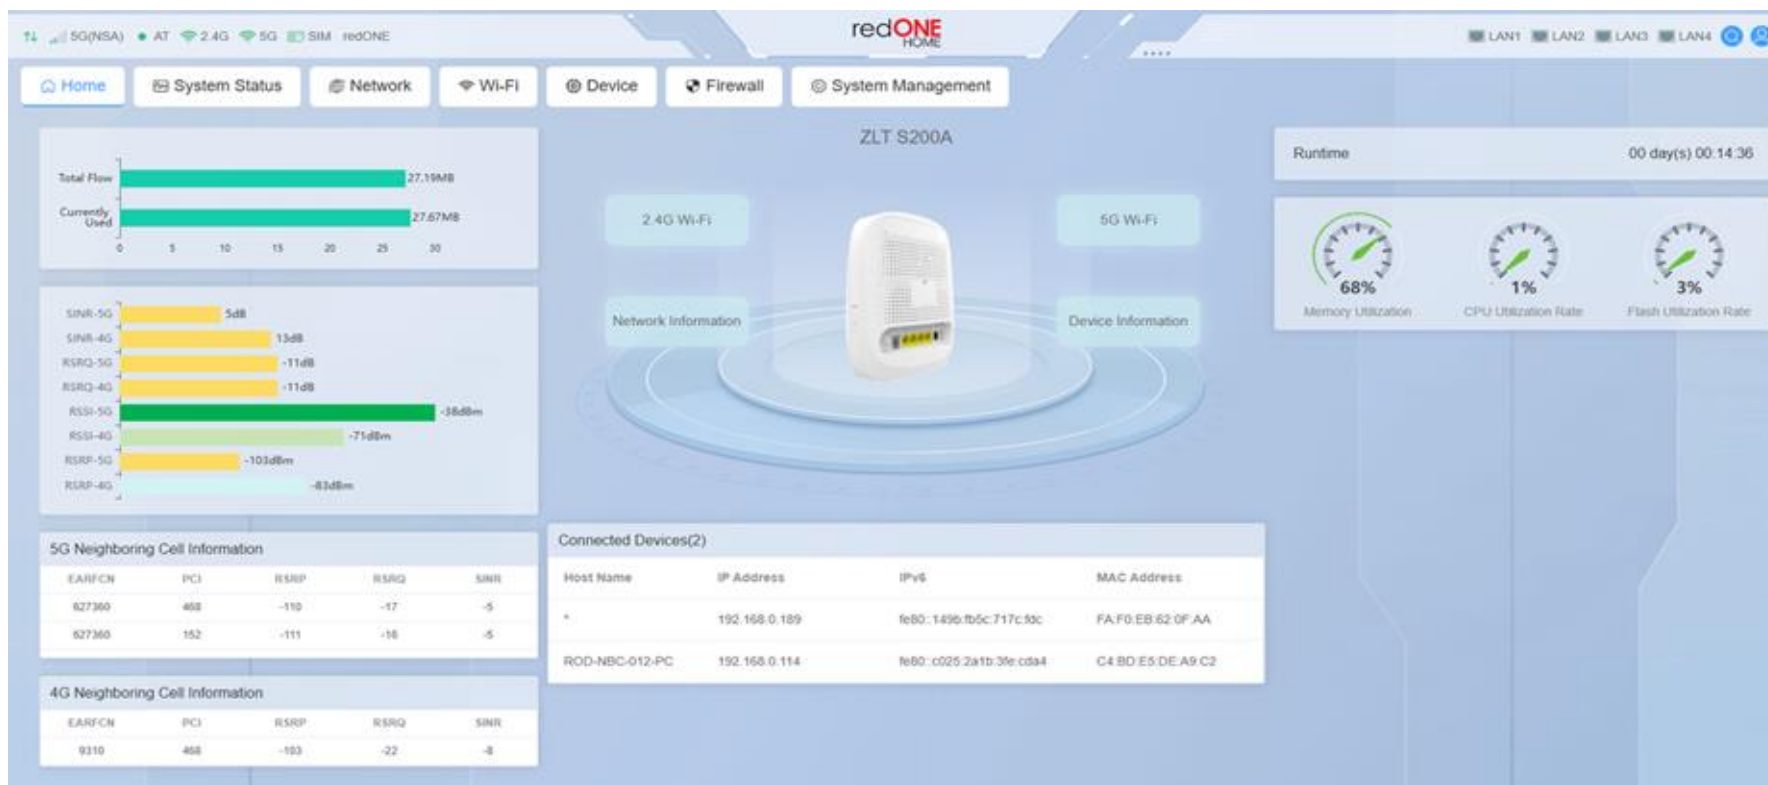 5G(NSA) AT 2.4G 5G SIM redONE
redONE
HOME
LAN1 LAN2 LAN3 LAN4
Home System Status Network Wi-Fi Device Firewall System Management
Total Flow 27.19MB
Currently Used 27.67MB
0 5 10 15 20 25 30
SINR-5G 5dB
SINR-4G 13dB
RSRQ-5G -11dB
RSRQ-4G -11dB
RSSI-5G -38dBm
RSSI-4G -71dBm
RSRP-5G -103dBm
RSRP-4G -83dBm
5G Neighboring Cell Information
EARFCN PCI RSRP RSRQ SINR
627360 468 -110 -17 -5
627360 152 -111 -16 -5
4G Neighboring Cell Information
EARFCN PCI RSRP RSRQ SINR
9310 468 -103 -22 -8
ZLT S200A
2.4G Wi-Fi 5G Wi-Fi
Network Information Device Information
Connected Devices(2)
Host Name IP Address IPv6 MAC Address
* 192.168.0.189 fe80::149b:fb5c:717c:fdc FA:F0:EB:62:0F:AA
ROD-NBC-012-PC 192.168.0.114 fe80::c025:2a1b:3fe:cda4 C4:BD:E5:DE:A9:C2
Runtime 00 day(s) 00:14:36
68% 1% 3%
Memory Utilization CPU Utilization Rate Flash Utilization Rate